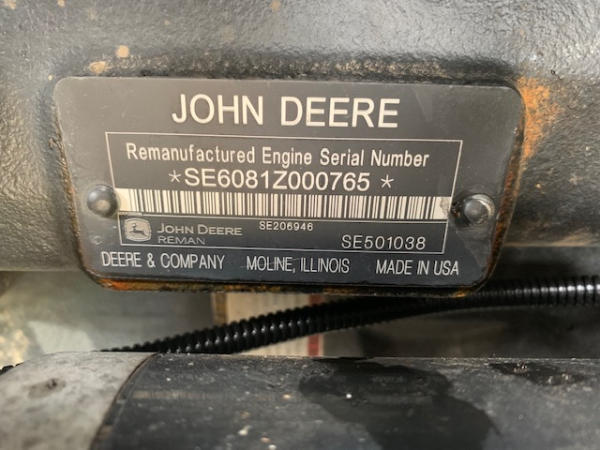 JOHN DEERE
Remanufactured Engine Serial Number
*SE6081Z000765*
SE206946
JOHN DEERE
REMAN
SE501038
DEERE & COMPANY MOLINE, ILLINOIS MADE IN USA